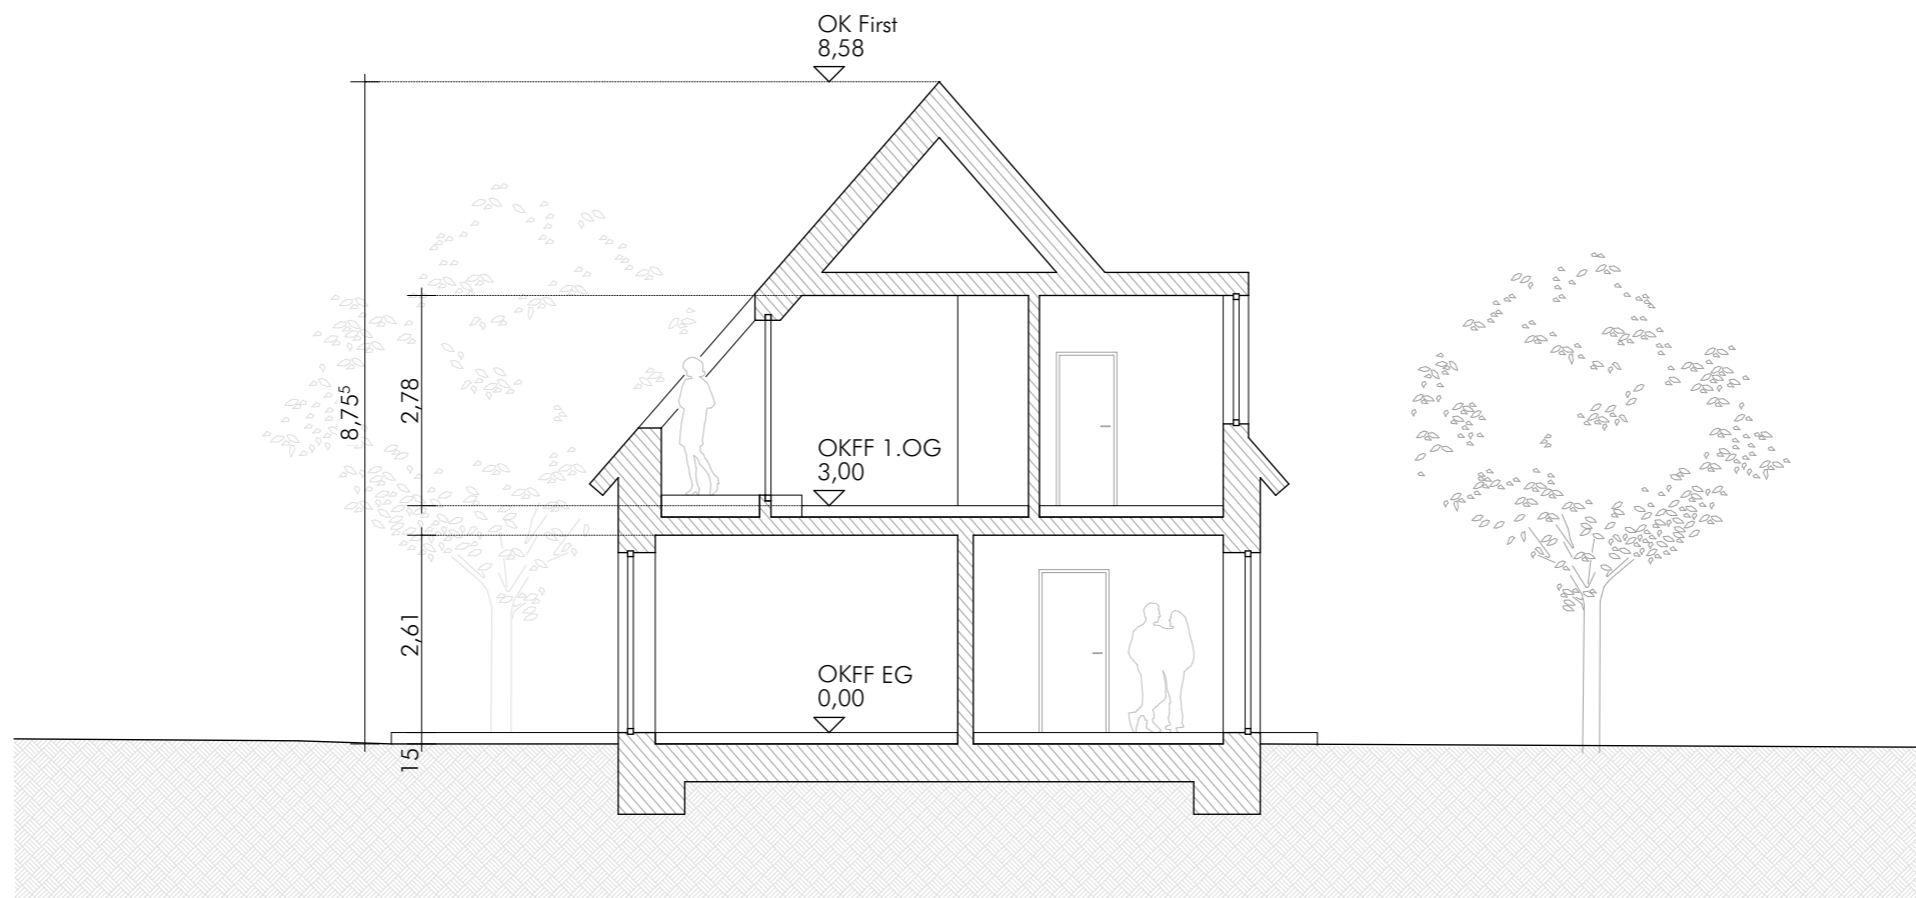 OK First
8,58
8,75⁵
2,78
OKFF 1.OG
3,00
2,61
OKFF EG
0,00
15